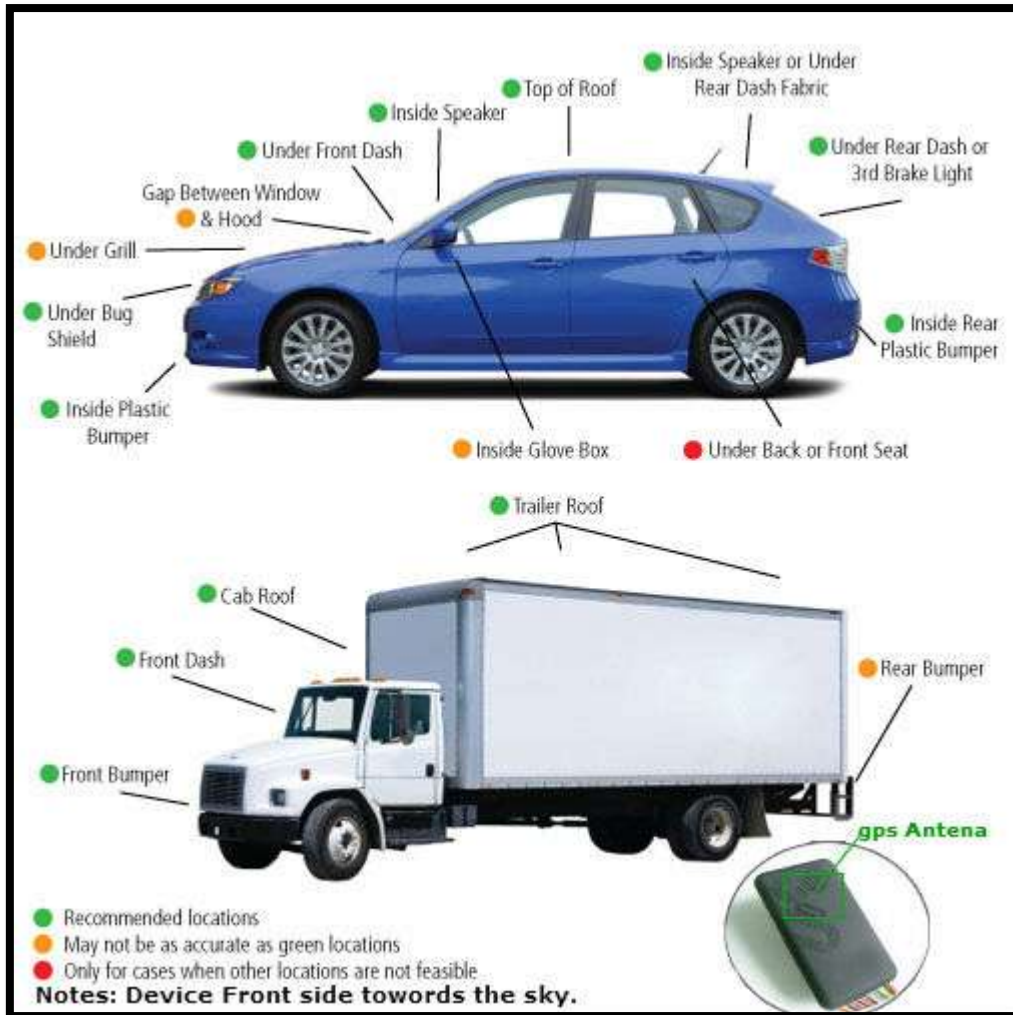 Inside Speaker or Under
Rear Dash Fabric
Top of Roof
Inside Speaker
Under Front Dash
Under Rear Dash or
3rd Brake Light
Gap Between Window
& Hood
Under Grill
Under Bug
Shield
Inside Rear
Plastic Bumper
Inside Plastic
Bumper
Inside Glove Box
Under Back or Front Seat
Trailer Roof
Cab Roof
Front Dash
Rear Bumper
Front Bumper
gps Antena
Recommended locations
May not be as accurate as green locations
Only for cases when other locations are not feasible
Notes: Device Front side towords the sky.